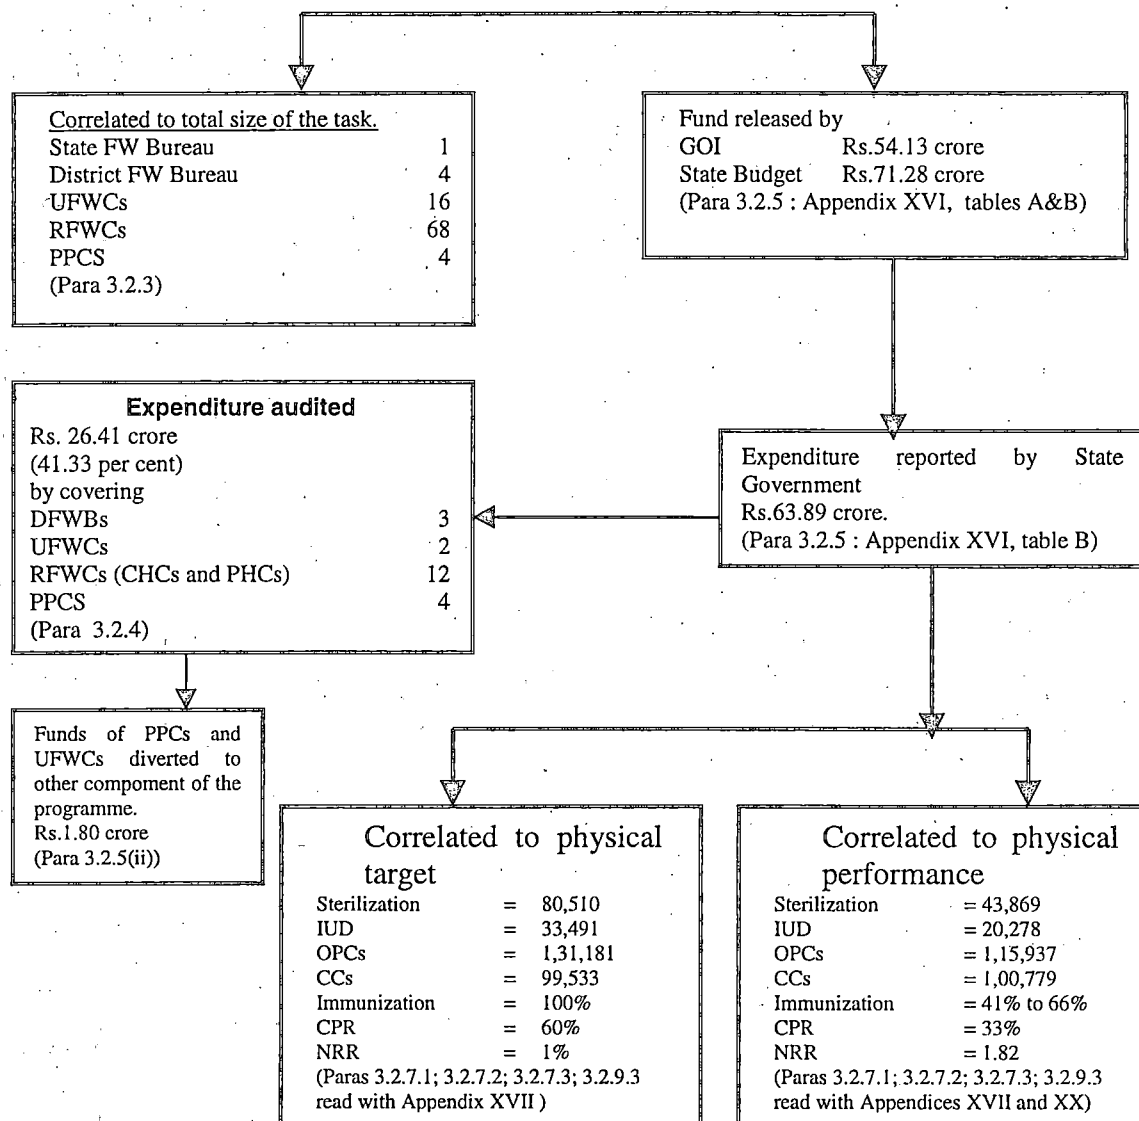 Correlated to total size of the task.
State FW Bureau 1
District FW Bureau 4
UFWCs 16
RFWCs 68
PPCS 4
(Para 3.2.3)
Fund released by
GOI Rs.54.13 crore
State Budget Rs.71.28 crore
(Para 3.2.5 : Appendix XVI, tables A&B)
Expenditure audited
Rs. 26.41 crore
(41.33 per cent)
by covering
DFWBs 3
UFWCs 2
RFWCs (CHCs and PHCs) 12
PPCS 4
(Para 3.2.4)
Expenditure reported by State
Government
Rs.63.89 crore.
(Para 3.2.5 : Appendix XVI, table B)
Funds of PPCs and
UFWCs diverted to
other compoment of the
programme.
Rs.1.80 crore
(Para 3.2.5(ii))
Correlated to physical
target
Sterilization = 80,510
IUD = 33,491
OPCs = 1,31,181
CCs = 99,533
Immunization = 100%
CPR = 60%
NRR = 1%
(Paras 3.2.7.1; 3.2.7.2; 3.2.7.3; 3.2.9.3
read with Appendix XVII )
Correlated to physical
performance
Sterilization = 43,869
IUD = 20,278
OPCs = 1,15,937
CCs = 1,00,779
Immunization = 41% to 66%
CPR = 33%
NRR = 1.82
(Paras 3.2.7.1; 3.2.7.2; 3.2.7.3; 3.2.9.3
read with Appendices XVII and XX)